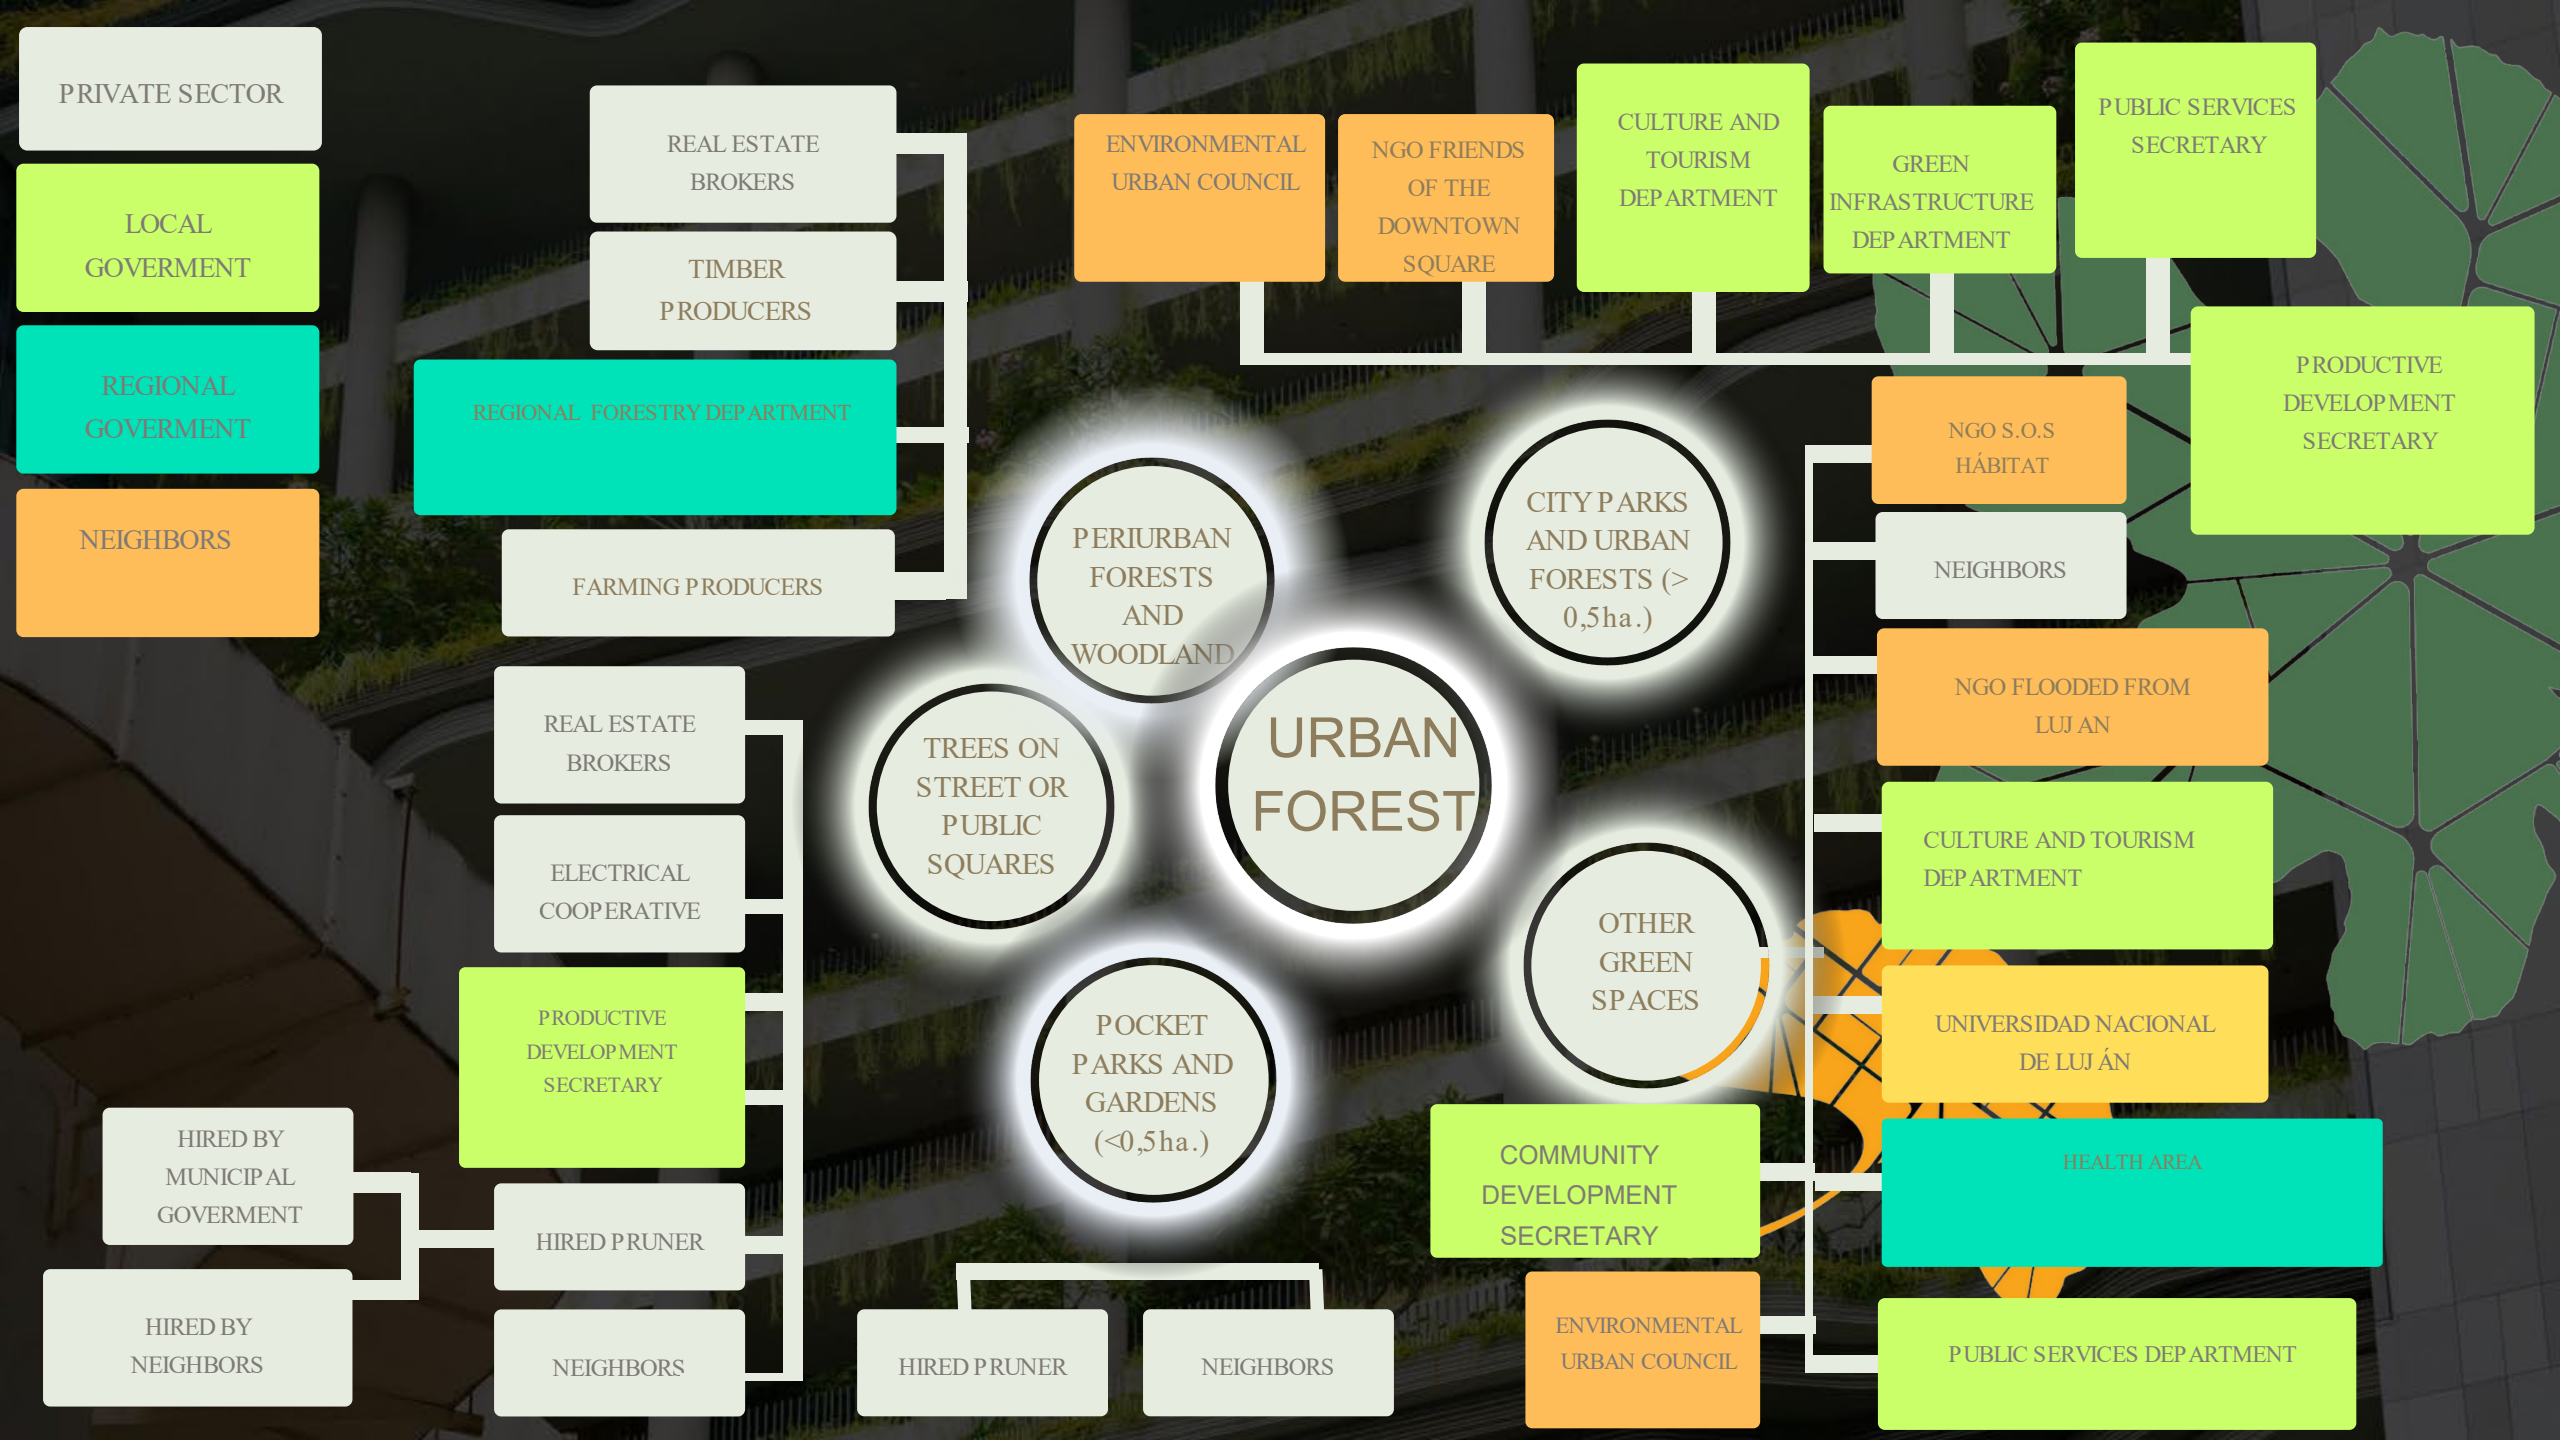 PRIVATE SECTOR
LOCAL
GOVERMENT
REGIONAL
GOVERMENT
NEIGHBORS
REAL ESTATE
BROKERS
TIMBER
PRODUCERS
REGIONAL FORESTRY DEPARTMENT
FARMING PRODUCERS
ENVIRONMENTAL
URBAN COUNCIL
NGO FRIENDS
OF THE
DOWNTOWN
SQUARE
CULTURE AND
TOURISM
DEPARTMENT
GREEN
INFRASTRUCTURE
DEPARTMENT
PUBLIC SERVICES
SECRETARY
PRODUCTIVE
DEVELOPMENT
SECRETARY
PERIURBAN
FORESTS
AND
WOODLAND
CITY PARKS
AND URBAN
FORESTS (>
0,5ha.)
TREES ON
STREET OR
PUBLIC
SQUARES
URBAN
FOREST
OTHER
GREEN
SPACES
POCKET
PARKS AND
GARDENS
(<0,5ha.)
NGO S.O.S
HÁBITAT
NEIGHBORS
NGO FLOODED FROM
LUJAN
CULTURE AND TOURISM
DEPARTMENT
UNIVERSIDAD NACIONAL
DE LUJÁN
HEALTH AREA
PUBLIC SERVICES DEPARTMENT
COMMUNITY
DEVELOPMENT
SECRETARY
ENVIRONMENTAL
URBAN COUNCIL
REAL ESTATE
BROKERS
ELECTRICAL
COOPERATIVE
PRODUCTIVE
DEVELOPMENT
SECRETARY
HIRED PRUNER
NEIGHBORS
HIRED BY
MUNICIPAL
GOVERMENT
HIRED BY
NEIGHBORS
HIRED PRUNER
NEIGHBORS